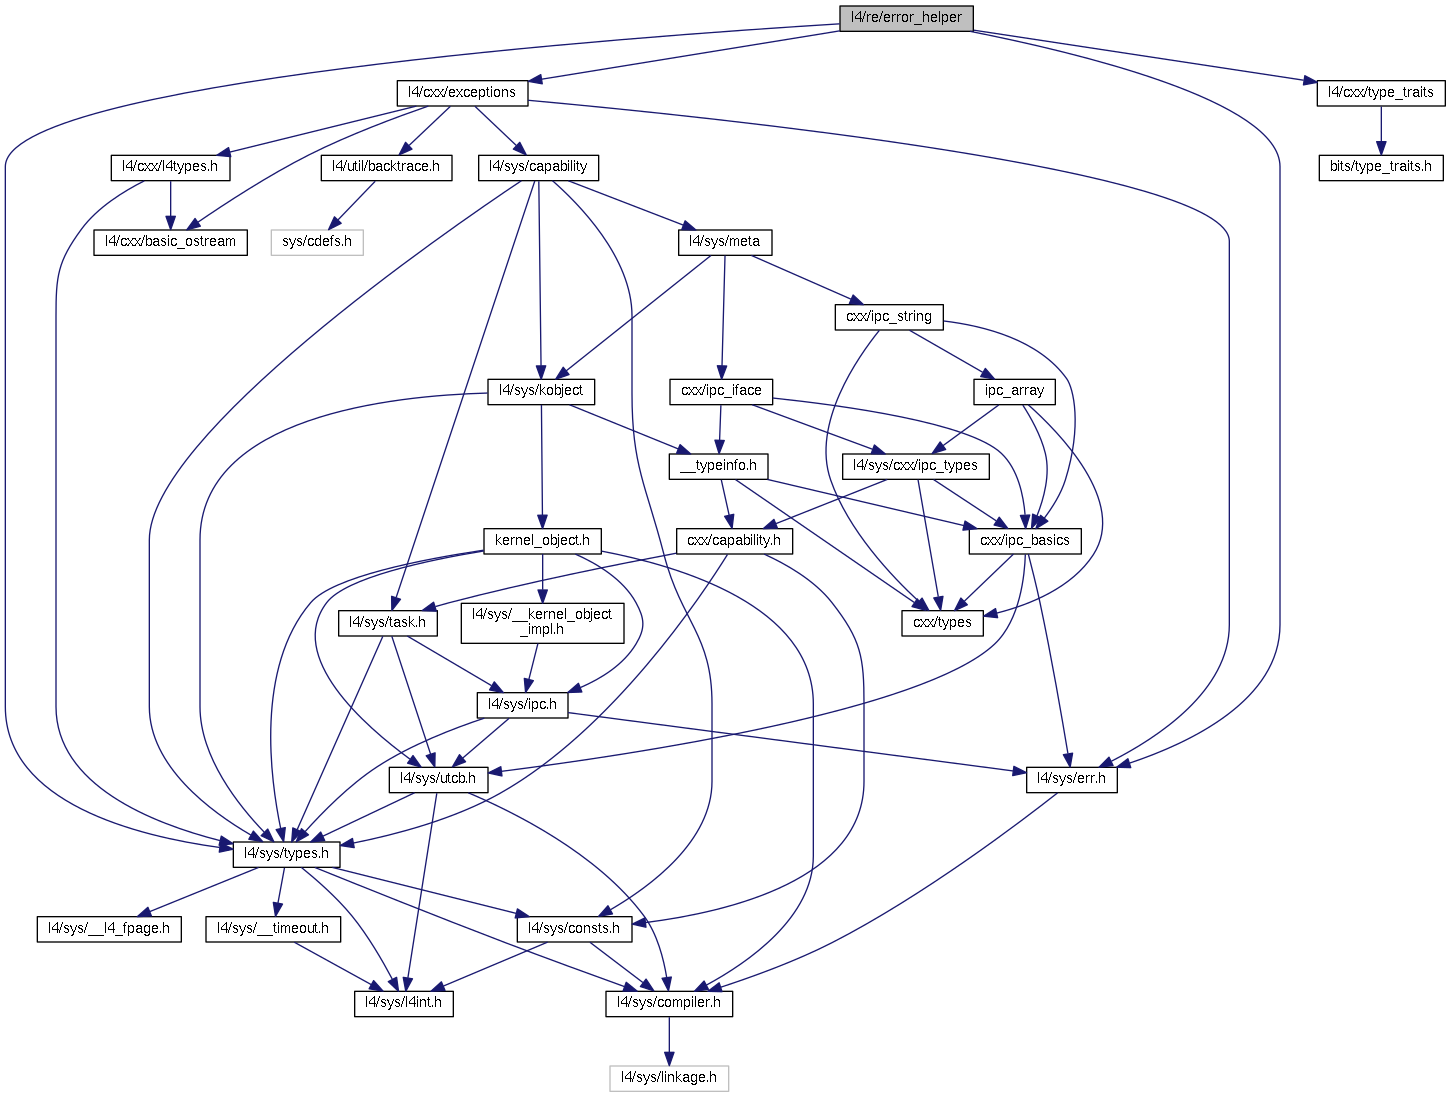 l4/re/error_helper
l4/cxx/exceptions
l4/cxx/type_traits
l4/cxx/l4types.h
l4/util/backtrace.h
l4/sys/capability
bits/type_traits.h
l4/cxx/basic_ostream
sys/cdefs.h
l4/sys/meta
cxx/ipc_string
l4/sys/kobject
cxx/ipc_iface
ipc_array
__typeinfo.h
l4/sys/cxx/ipc_types
kernel_object.h
cxx/capability.h
cxx/ipc_basics
l4/sys/task.h
l4/sys/__kernel_object
_impl.h
cxx/types
l4/sys/ipc.h
l4/sys/utcb.h
l4/sys/err.h
l4/sys/types.h
l4/sys/__l4_fpage.h
l4/sys/__timeout.h
l4/sys/consts.h
l4/sys/l4int.h
l4/sys/compiler.h
l4/sys/linkage.h